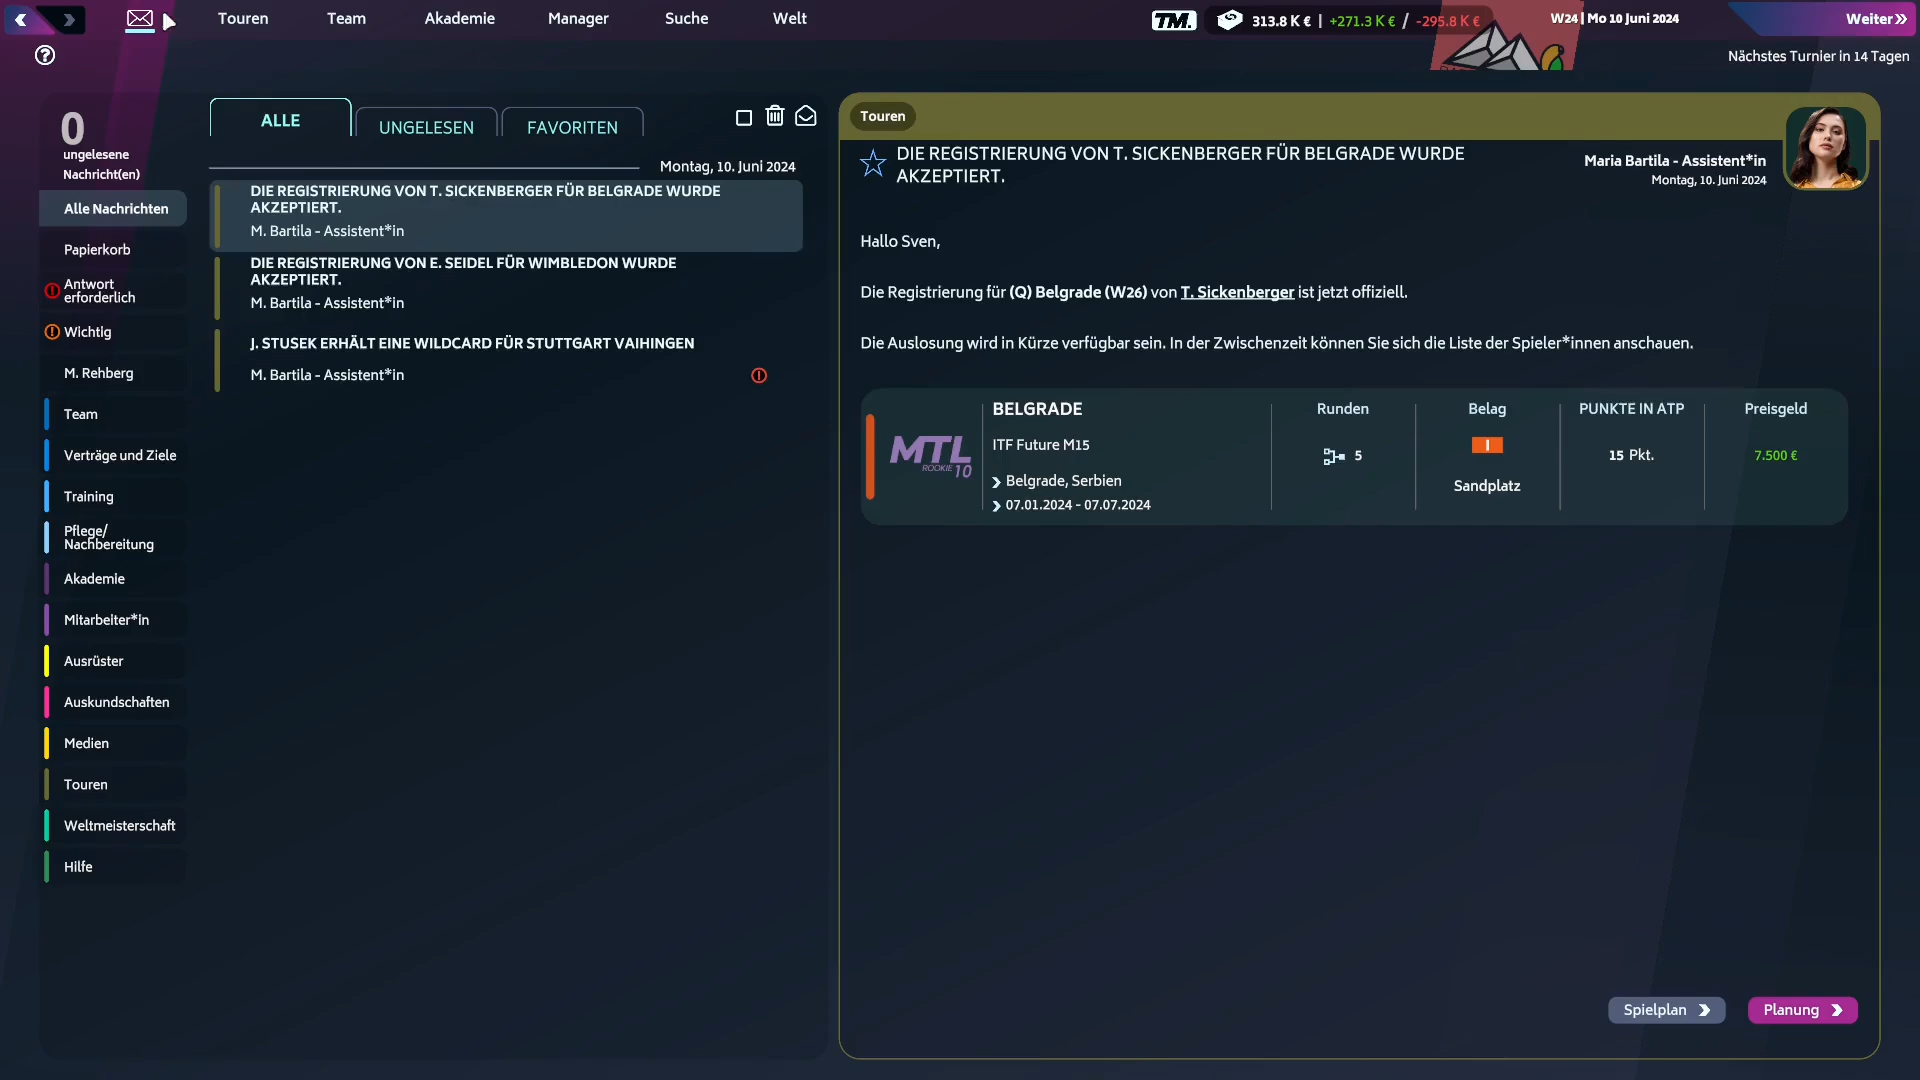 Touren
Team
Akademie
Manager
Suche
Welt
TM.
313.8 K € | +271.3 K € / -295.8 K €
W24 | Mo 10 Juni 2024
Weiter
Nächstes Turnier in 14 Tagen
0
ungelesene
Nachricht(en)
Alle Nachrichten
Papierkorb
Antwort
erforderlich
Wichtig
M. Rehberg
Team
Verträge und Ziele
Training
Pflege/
Nachbereitung
Akademie
Mitarbeiter*in
Ausrüster
Auskundschaften
Medien
Touren
Weltmeisterschaft
Hilfe
ALLE
UNGELESEN
FAVORITEN
Montag, 10. Juni 2024
DIE REGISTRIERUNG VON T. SICKENBERGER FÜR BELGRADE WURDE
AKZEPTIERT.
M. Bartila - Assistent*in
DIE REGISTRIERUNG VON E. SEIDEL FÜR WIMBLEDON WURDE
AKZEPTIERT.
M. Bartila - Assistent*in
J. STUSEK ERHÄLT EINE WILDCARD FÜR STUTTGART VAIHINGEN
M. Bartila - Assistent*in
Touren
DIE REGISTRIERUNG VON T. SICKENBERGER FÜR BELGRADE WURDE
AKZEPTIERT.
Maria Bartila - Assistent*in
Montag, 10. Juni 2024
Hallo Sven,
Die Registrierung für (Q) Belgrade (W26) von T. Sickenberger ist jetzt offiziell.
Die Auslosung wird in Kürze verfügbar sein. In der Zwischenzeit können Sie sich die Liste der Spieler*innen anschauen.
MTL
ROOKIE 10
BELGRADE
ITF Future M15
Belgrade, Serbien
07.01.2024 - 07.07.2024
Runden
5
Belag
Sandplatz
PUNKTE IN ATP
15 Pkt.
Preisgeld
7.500 €
Spielplan
Planung